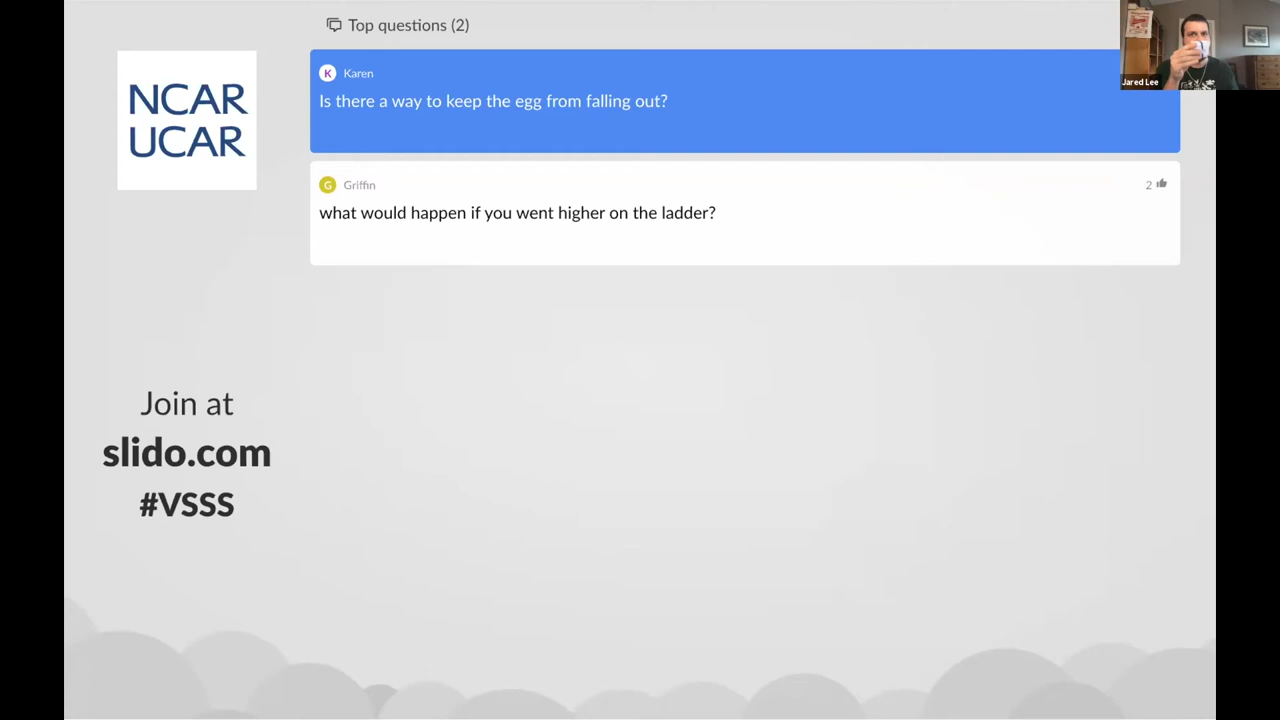 Top questions (2)
NCAR
UCAR
K Karen
Is there a way to keep the egg from falling out?
G Griffin
2
what would happen if you went higher on the ladder?
Join at
slido.com
#VSSS
Jared Lee